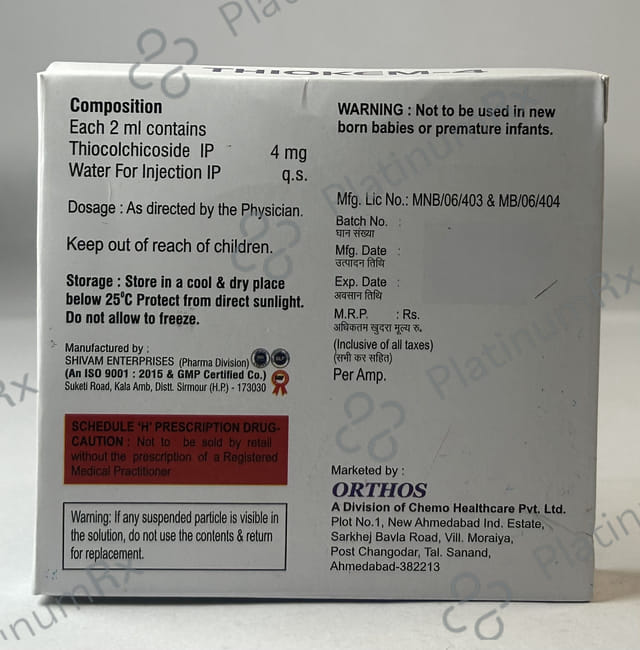 THIOKEM-4
Composition
Each 2 ml contains
Thiocolchicoside IP 4 mg
Water For Injection IP q.s.
Dosage : As directed by the Physician.
Keep out of reach of children.
Storage : Store in a cool & dry place
below 25°C Protect from direct sunlight.
Do not allow to freeze.
Manufactured by :
SHIVAM ENTERPRISES (Pharma Division)
(An ISO 9001 : 2015 & GMP Certified Co.)
Suketi Road, Kala Amb, Distt. Sirmour (H.P.) - 173030
SCHEDULE 'H' PRESCRIPTION DRUG-
CAUTION : Not to be sold by retail
without the prescription of a Registered
Medical Practitioner
Warning: If any suspended particle is visible in
the solution, do not use the contents & return
for replacement.
WARNING : Not to be used in new
born babies or premature infants.
Mfg. Lic No.: MNB/06/403 & MB/06/404
Batch No. :
घान संख्या
Mfg. Date :
उत्पादन तिथि
Exp. Date :
अवसान तिथि
M.R.P. : Rs.
अधिकतम खुदरा मूल्य रु.
(Inclusive of all taxes)
(सभी कर सहित)
Per Amp.
Marketed by :
ORTHOS
A Division of Chemo Healthcare Pvt. Ltd.
Plot No.1, New Ahmedabad Ind. Estate,
Sarkhej Bavla Road, Vill. Moraiya,
Post Changodar, Tal. Sanand,
Ahmedabad-382213
PlatinumRx
PlatinumRx
PlatinumRx
PlatinumRx
PlatinumRx